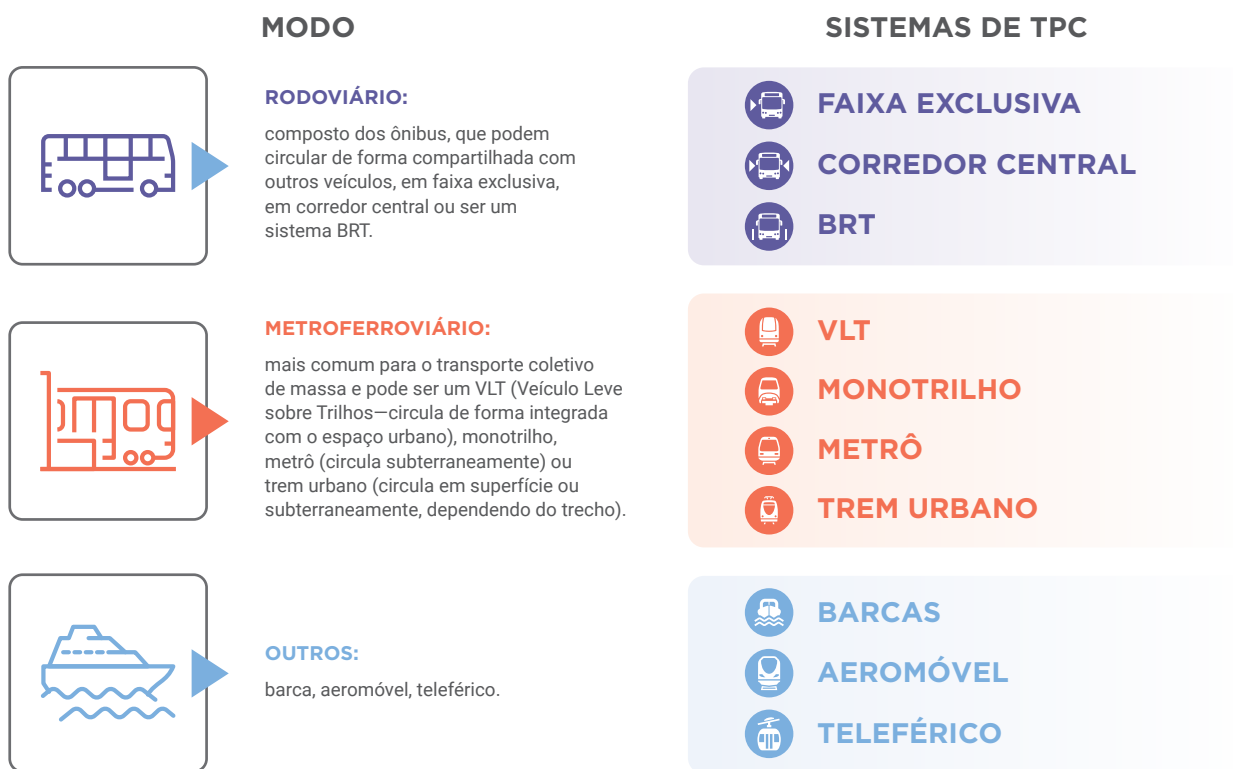 MODO
SISTEMAS DE TPC
RODOVIÁRIO:
composto dos ônibus, que podem
circular de forma compartilhada com
outros veículos, em faixa exclusiva,
em corredor central ou ser um
sistema BRT.
FAIXA EXCLUSIVA
CORREDOR CENTRAL
BRT
METROFERROVIÁRIO:
mais comum para o transporte coletivo
de massa e pode ser um VLT (Veículo Leve
sobre Trilhos—circula de forma integrada
com o espaço urbano), monotrilho,
metrô (circula subterraneamente) ou
trem urbano (circula em superfície ou
subterraneamente, dependendo do trecho).
VLT
MONOTRILHO
METRÔ
TREM URBANO
OUTROS:
barca, aeromóvel, teleférico.
BARCAS
AEROMÓVEL
TELEFÉRICO